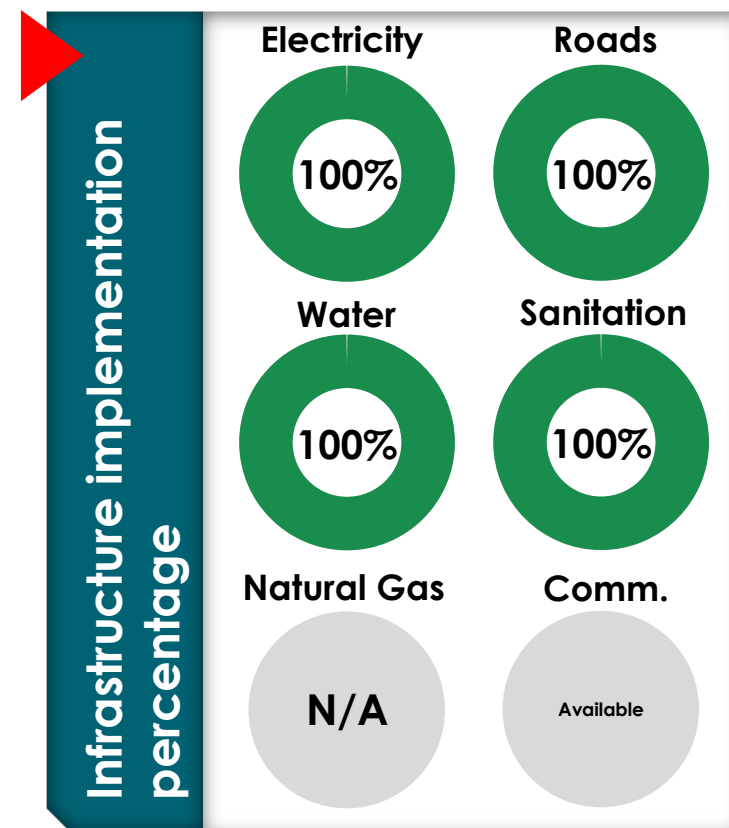 Infrastructure implementation
percentage
Electricity
Roads
100%
100%
Water
Sanitation
100%
100%
Natural Gas
Comm.
N/A
Available